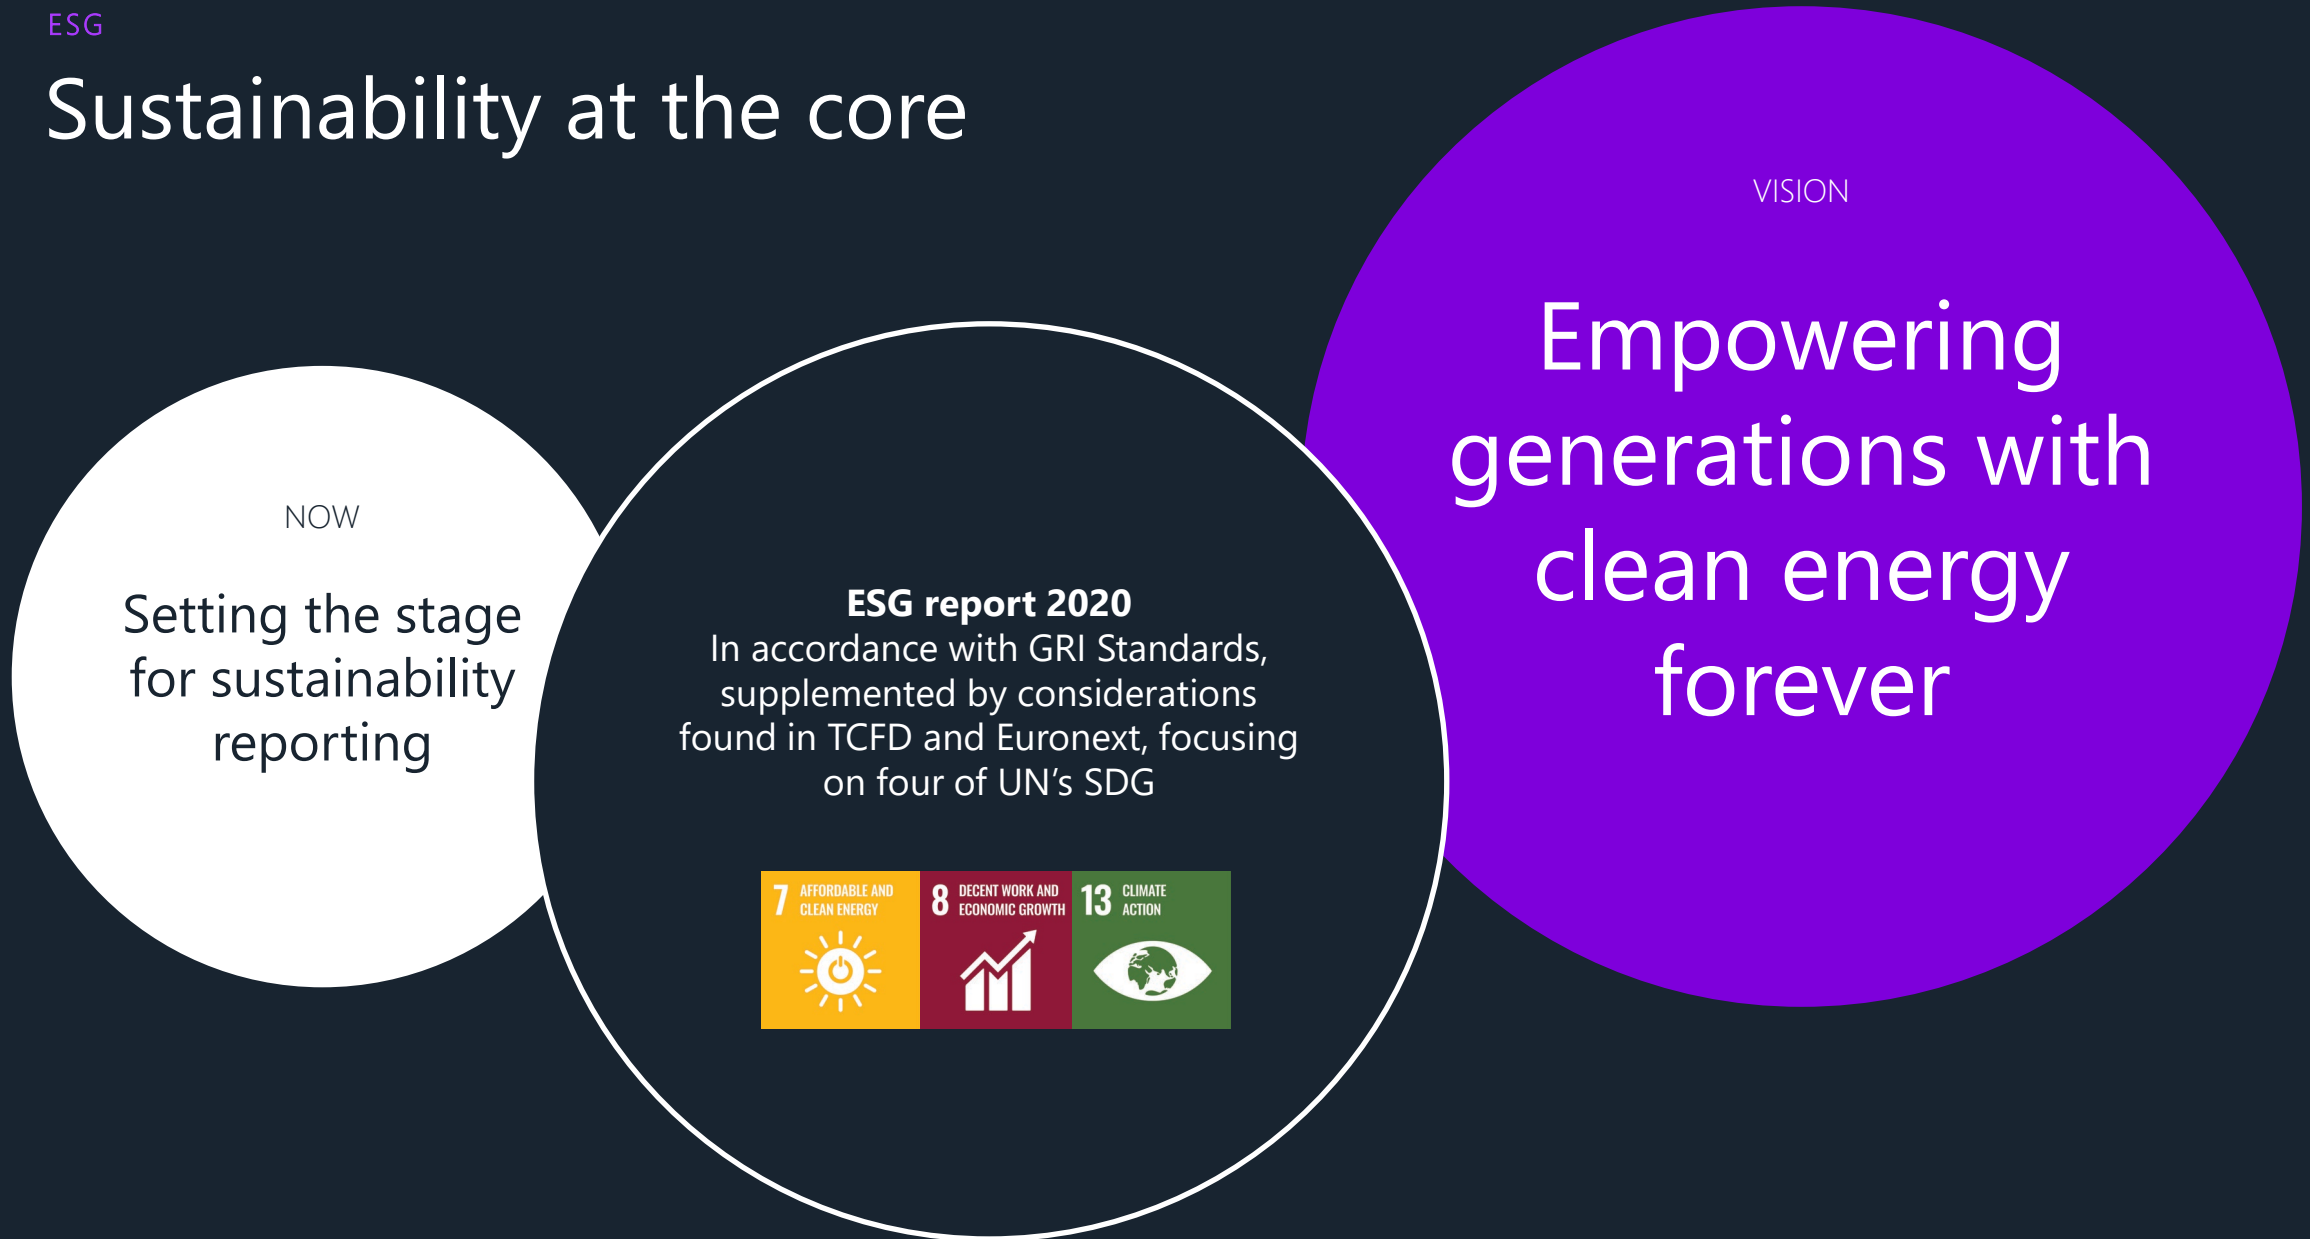 ESG
Sustainability at the core
NOW
Setting the stage
for sustainability
reporting
ESG report 2020
In accordance with GRI Standards,
supplemented by considerations
found in TCFD and Euronext, focusing
on four of UN’s SDG
7 AFFORDABLE AND
CLEAN ENERGY
8 DECENT WORK AND
ECONOMIC GROWTH
13 CLIMATE
ACTION
VISION
Empowering
generations with
clean energy
forever